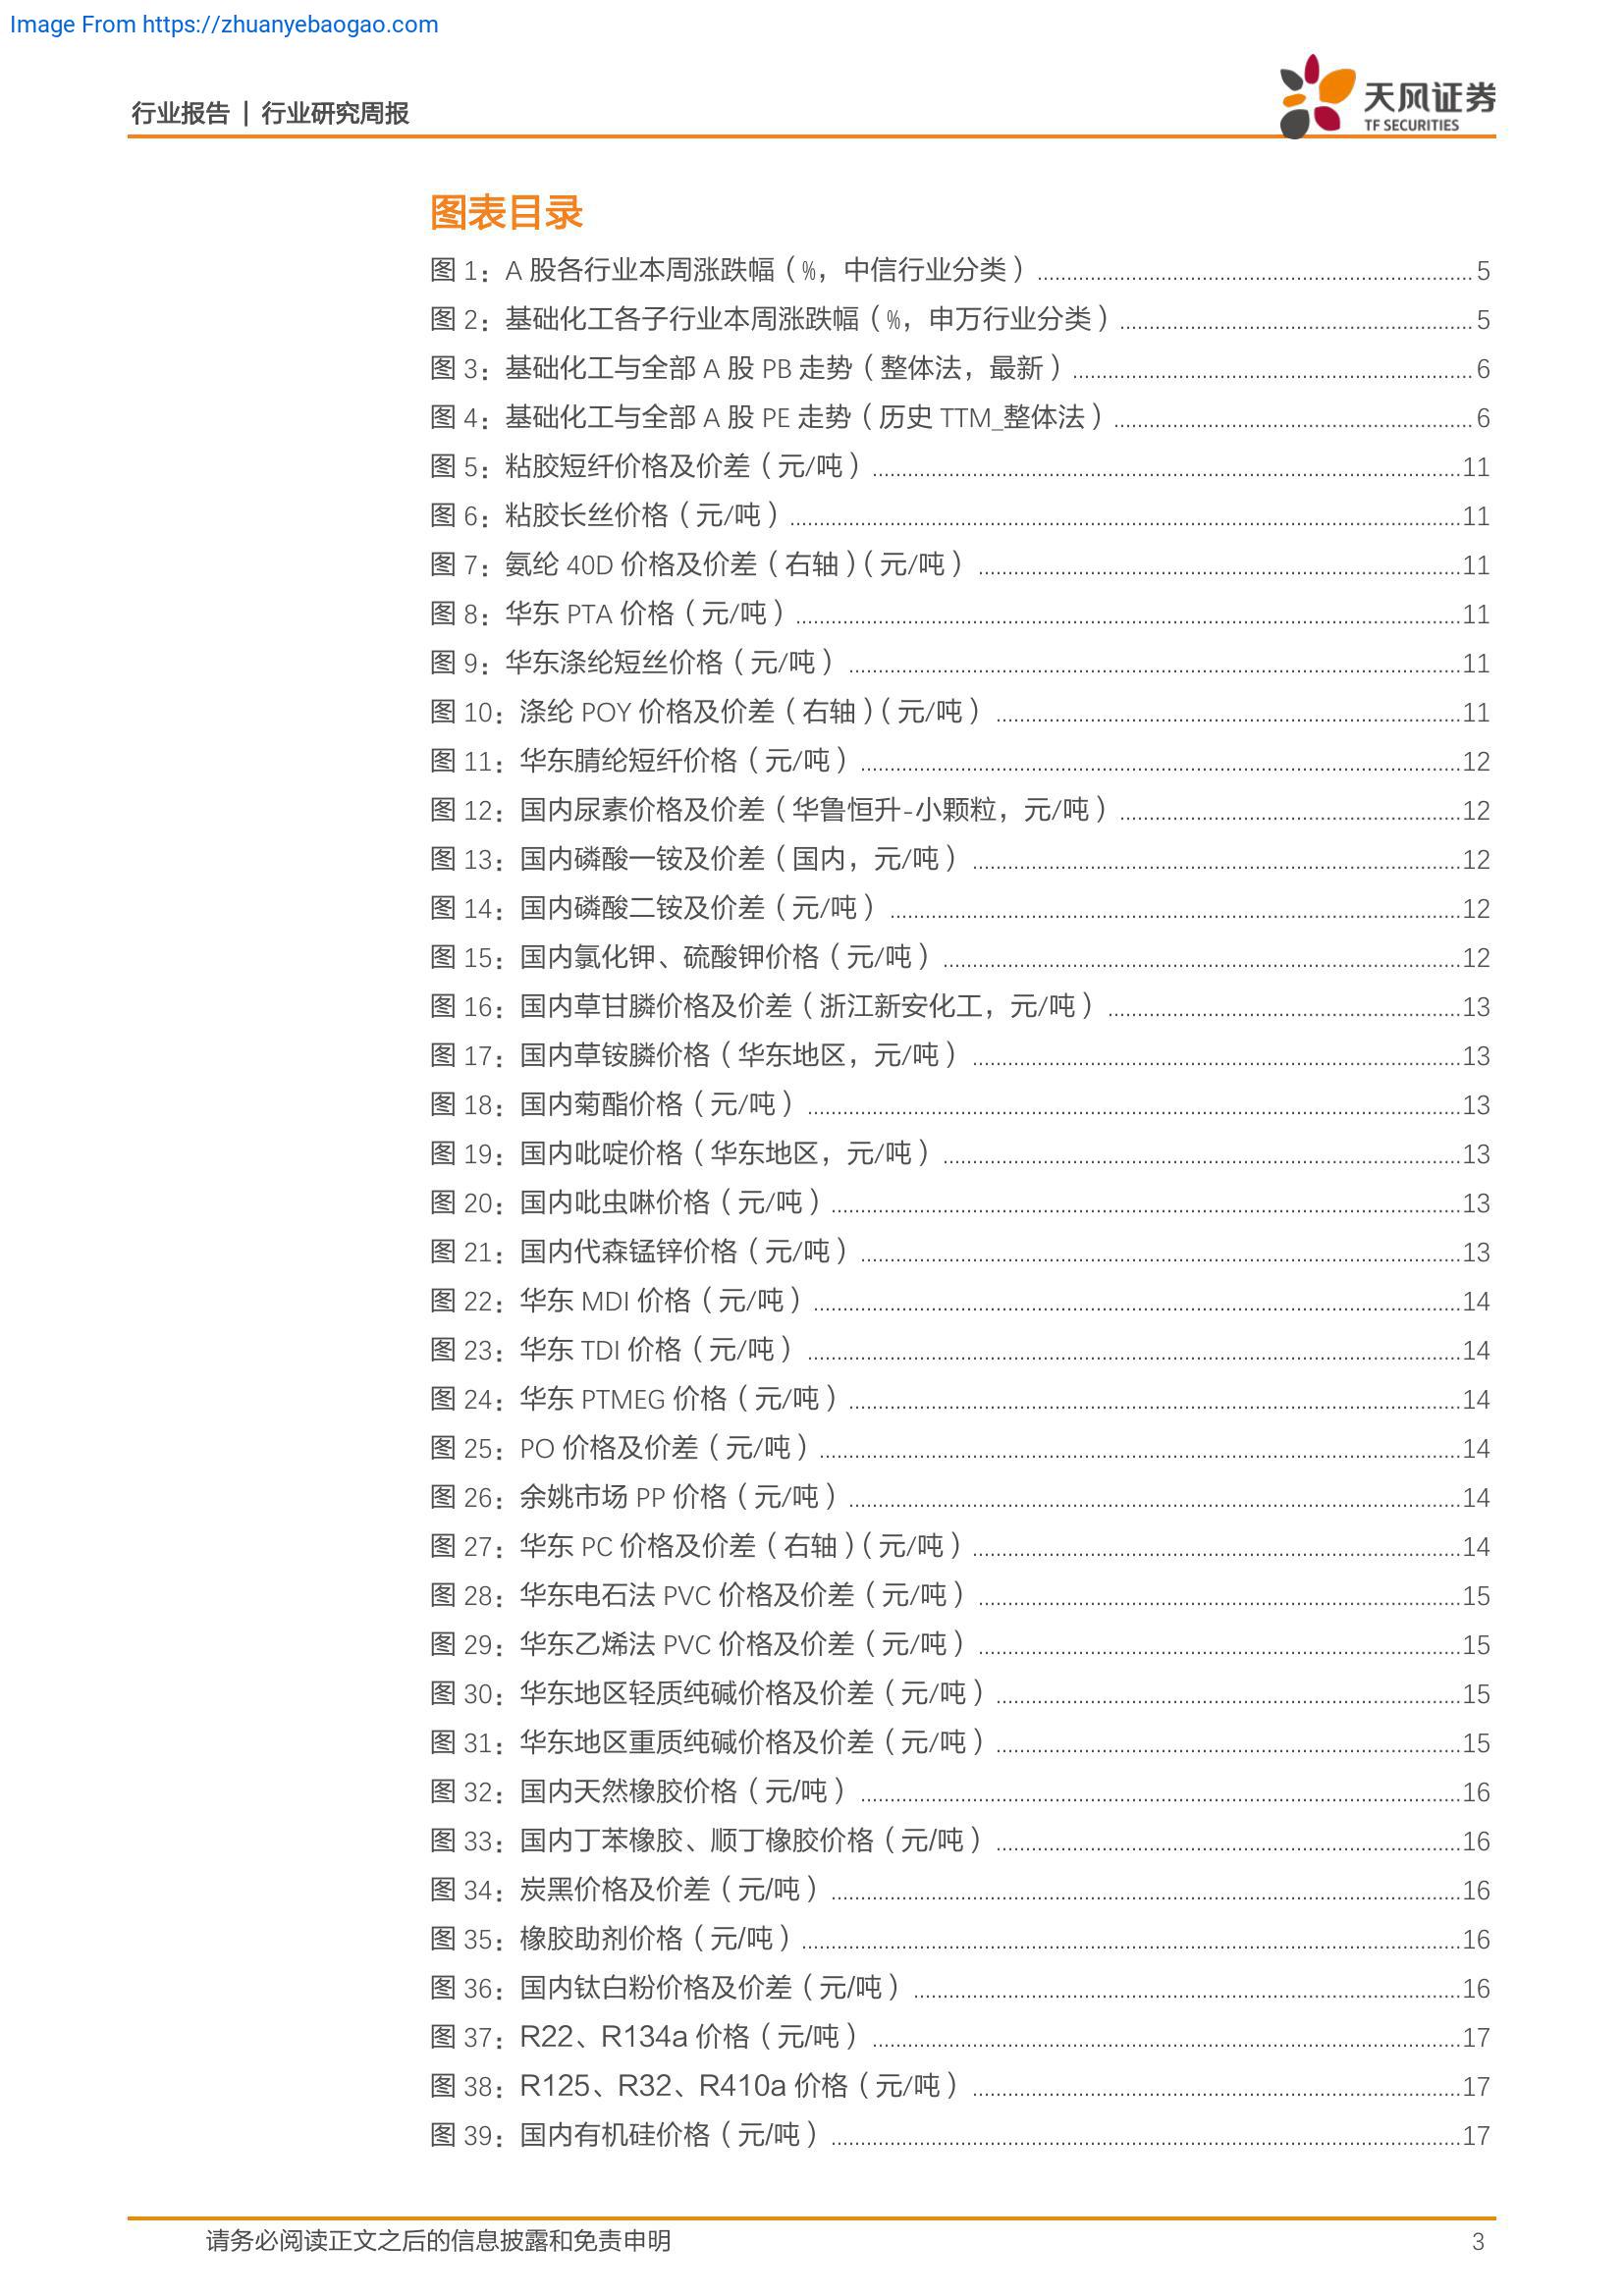 Image From https://zhuanyebaogao.com
行业报告 | 行业研究周报
天风证券
TF SECURITIES
图表目录
图 1：A 股各行业本周涨跌幅（%，中信行业分类）5
图 2：基础化工各子行业本周涨跌幅（%，申万行业分类）5
图 3：基础化工与全部 A 股 PB 走势（整体法，最新）6
图 4：基础化工与全部 A 股 PE 走势（历史 TTM_整体法）6
图 5：粘胶短纤价格及价差（元/吨）11
图 6：粘胶长丝价格（元/吨）11
图 7：氨纶 40D 价格及价差（右轴）（元/吨）11
图 8：华东 PTA 价格（元/吨）11
图 9：华东涤纶短丝价格（元/吨）11
图 10：涤纶 POY 价格及价差（右轴）（元/吨）11
图 11：华东腈纶短纤价格（元/吨）12
图 12：国内尿素价格及价差（华鲁恒升-小颗粒，元/吨）12
图 13：国内磷酸一铵及价差（国内，元/吨）12
图 14：国内磷酸二铵及价差（元/吨）12
图 15：国内氯化钾、硫酸钾价格（元/吨）12
图 16：国内草甘膦价格及价差（浙江新安化工，元/吨）13
图 17：国内草铵膦价格（华东地区，元/吨）13
图 18：国内菊酯价格（元/吨）13
图 19：国内吡啶价格（华东地区，元/吨）13
图 20：国内吡虫啉价格（元/吨）13
图 21：国内代森锰锌价格（元/吨）13
图 22：华东 MDI 价格（元/吨）14
图 23：华东 TDI 价格（元/吨）14
图 24：华东 PTMEG 价格（元/吨）14
图 25：PO 价格及价差（元/吨）14
图 26：余姚市场 PP 价格（元/吨）14
图 27：华东 PC 价格及价差（右轴）（元/吨）14
图 28：华东电石法 PVC 价格及价差（元/吨）15
图 29：华东乙烯法 PVC 价格及价差（元/吨）15
图 30：华东地区轻质纯碱价格及价差（元/吨）15
图 31：华东地区重质纯碱价格及价差（元/吨）15
图 32：国内天然橡胶价格（元/吨）16
图 33：国内丁苯橡胶、顺丁橡胶价格（元/吨）16
图 34：炭黑价格及价差（元/吨）16
图 35：橡胶助剂价格（元/吨）16
图 36：国内钛白粉价格及价差（元/吨）16
图 37：R22、R134a 价格（元/吨）17
图 38：R125、R32、R410a 价格（元/吨）17
图 39：国内有机硅价格（元/吨）17
请务必阅读正文之后的信息披露和免责申明 3